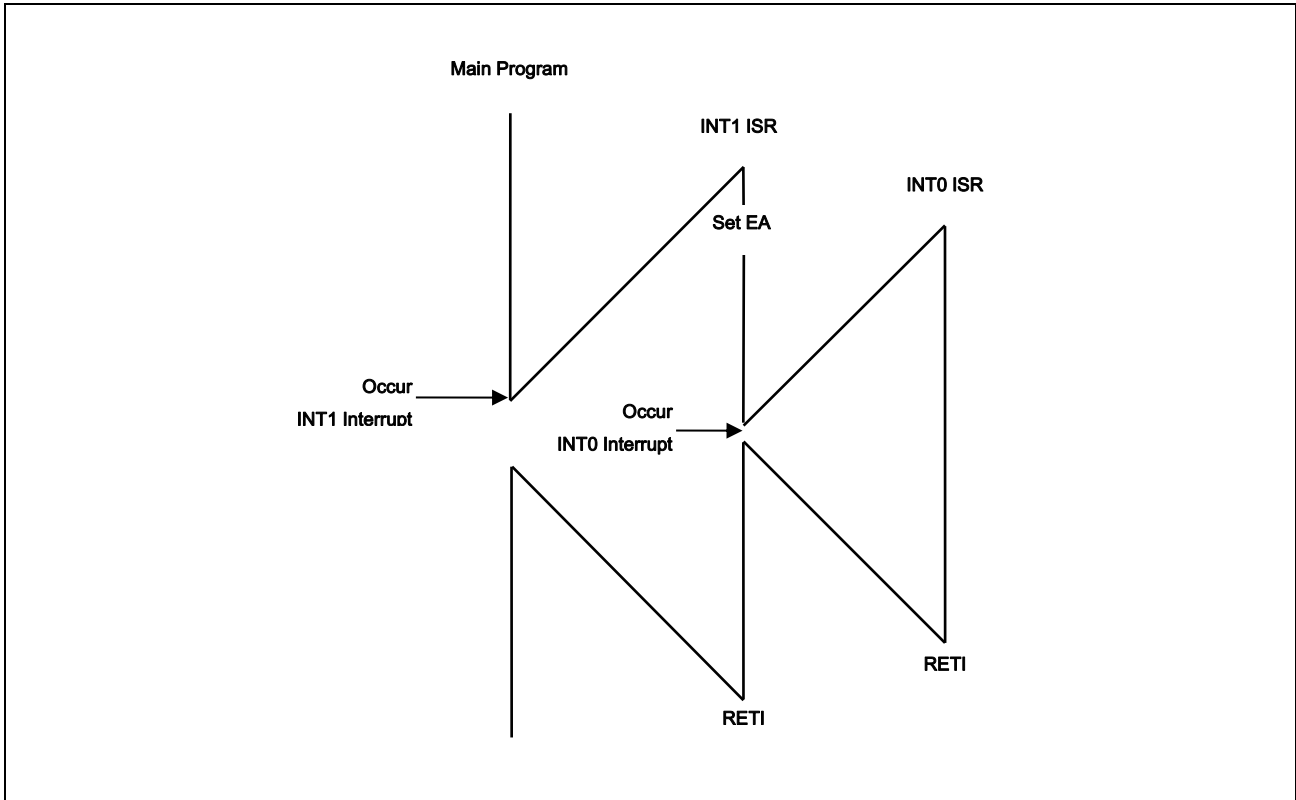 Main Program
INT1 ISR
INT0 ISR
Set EA
Occur
INT1 Interrupt
Occur
INT0 Interrupt
RETI
RETI